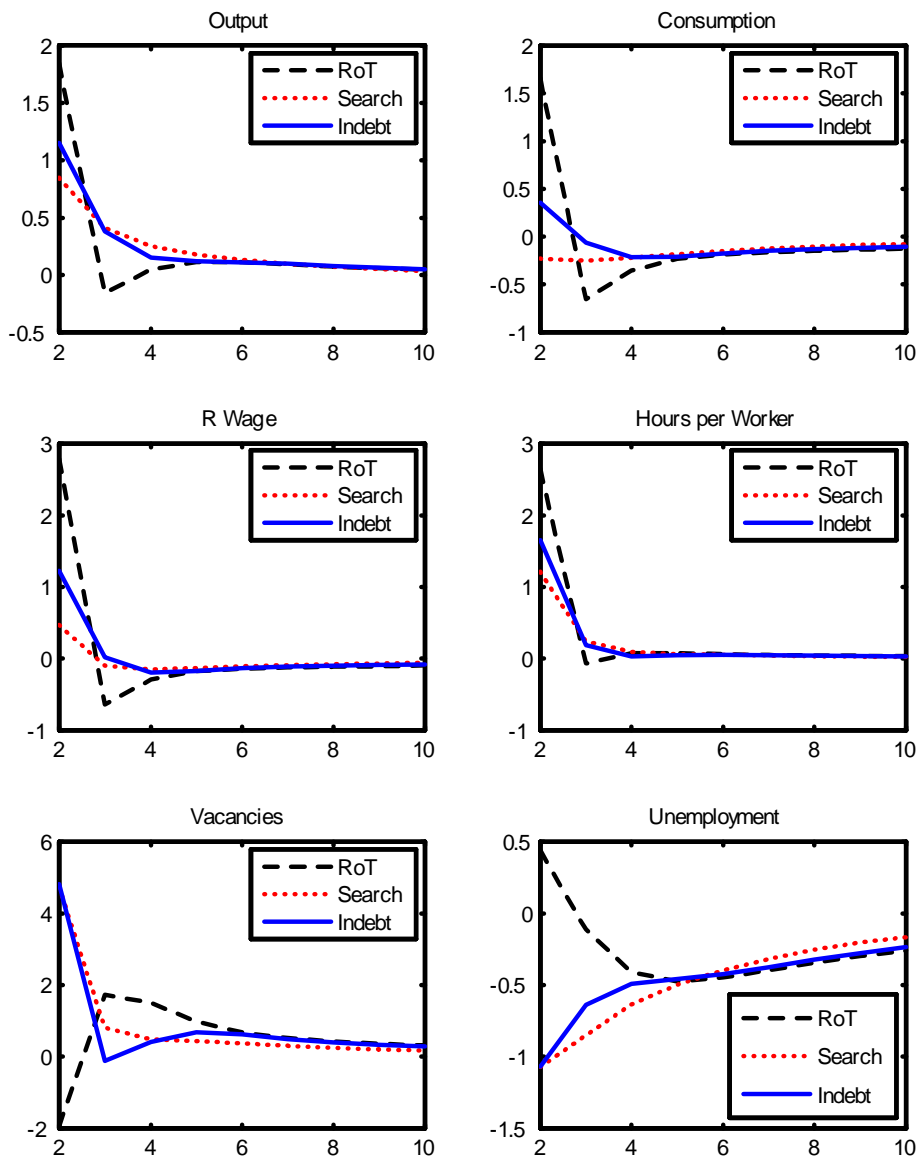 Output
2
1.5
1
0.5
0
-0.5
2 4 6 8 10
RoT
Search
Indebt
Consumption
2
1.5
1
0.5
0
-0.5
-1
2 4 6 8 10
RoT
Search
Indebt
R Wage
3
2
1
0
-1
2 4 6 8 10
RoT
Search
Indebt
Hours per Worker
3
2
1
0
-1
2 4 6 8 10
RoT
Search
Indebt
Vacancies
6
4
2
0
-2
2 4 6 8 10
RoT
Search
Indebt
Unemployment
0.5
0
-0.5
-1
-1.5
2 4 6 8 10
RoT
Search
Indebt